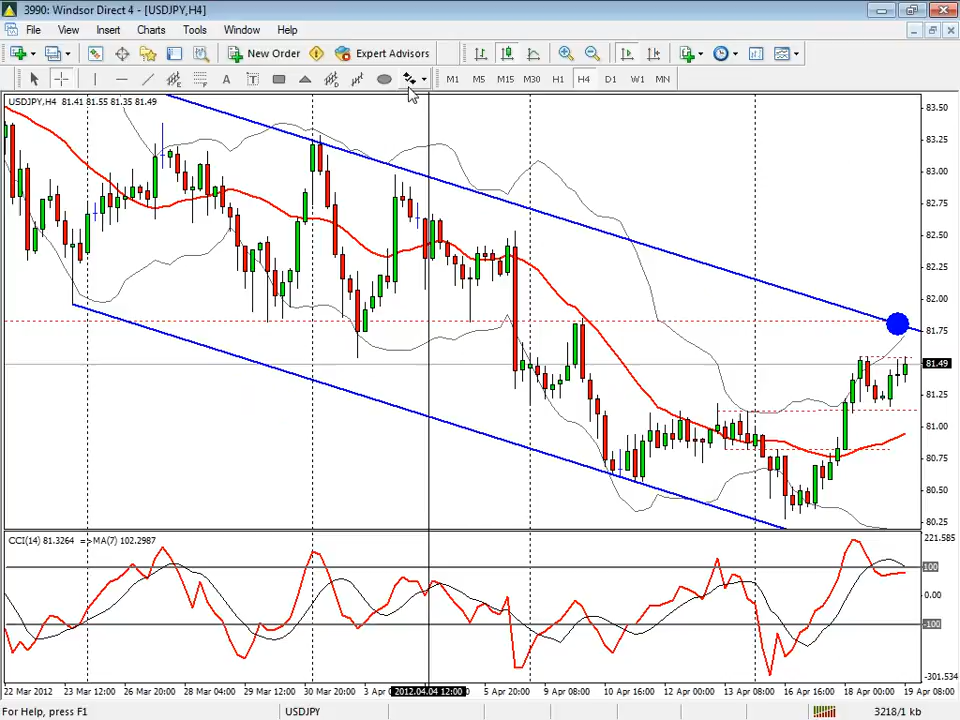 3990: Windsor Direct 4 - [USDJPY,H4]
File View Insert Charts Tools Window Help
New Order Expert Advisors
A T M1 M5 M15 M30 H1 H4 D1 W1 MN
USDJPY,H4 81.41 81.55 81.35 81.49
83.50
83.25
83.00
82.75
82.50
82.25
82.00
81.75
81.49
81.25
81.00
80.75
80.50
80.25
CCI(14) 81.3264 =>MA(7) 102.2987
221.585
100
0.00
-100
-301.534
22 Mar 2012 23 Mar 12:00 26 Mar 20:00 28 Mar 04:00 29 Mar 12:00 30 Mar 20:00 3 Apr 2012.04.04 12:00 5 Apr 20:00 9 Apr 08:00 10 Apr 16:00 12 Apr 00:00 13 Apr 08:00 16 Apr 16:00 18 Apr 00:00 19 Apr 08:00
For Help, press F1 USDJPY 3218/1 kb